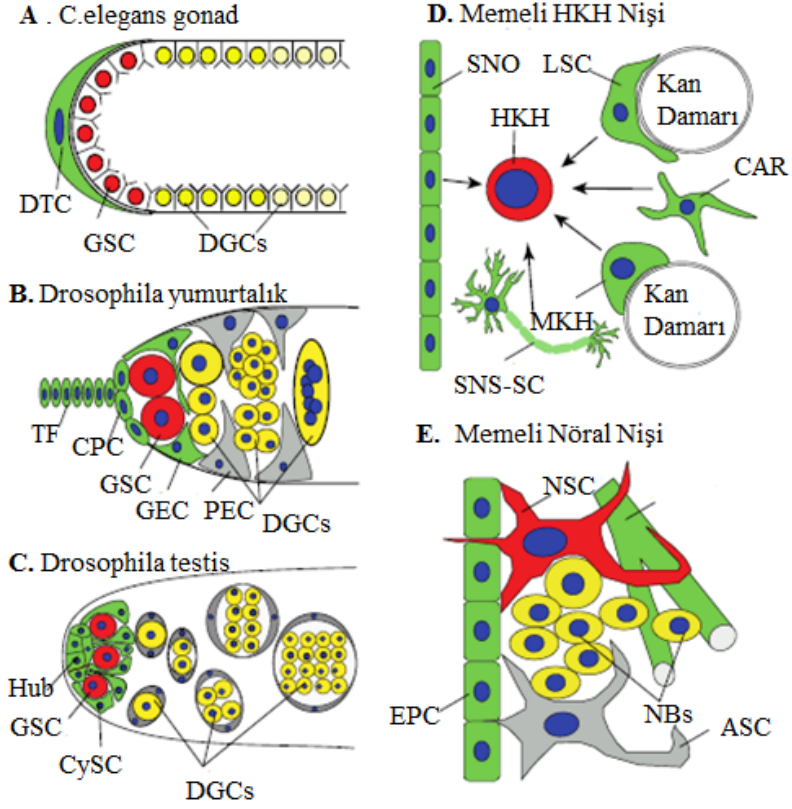 A . C.elegans gonad
DTC
GSC
DGCs
B. Drosophila yumurtalık
TF
CPC
GSC
GEC
PEC
DGCs
C. Drosophila testis
Hub
GSC
CySC
DGCs
D. Memeli HKH Nişi
SNO
LSC
Kan
Damarı
HKH
CAR
MKH
Kan
Damarı
SNS-SC
E. Memeli Nöral Nişi
NSC
EPC
NBs
ASC